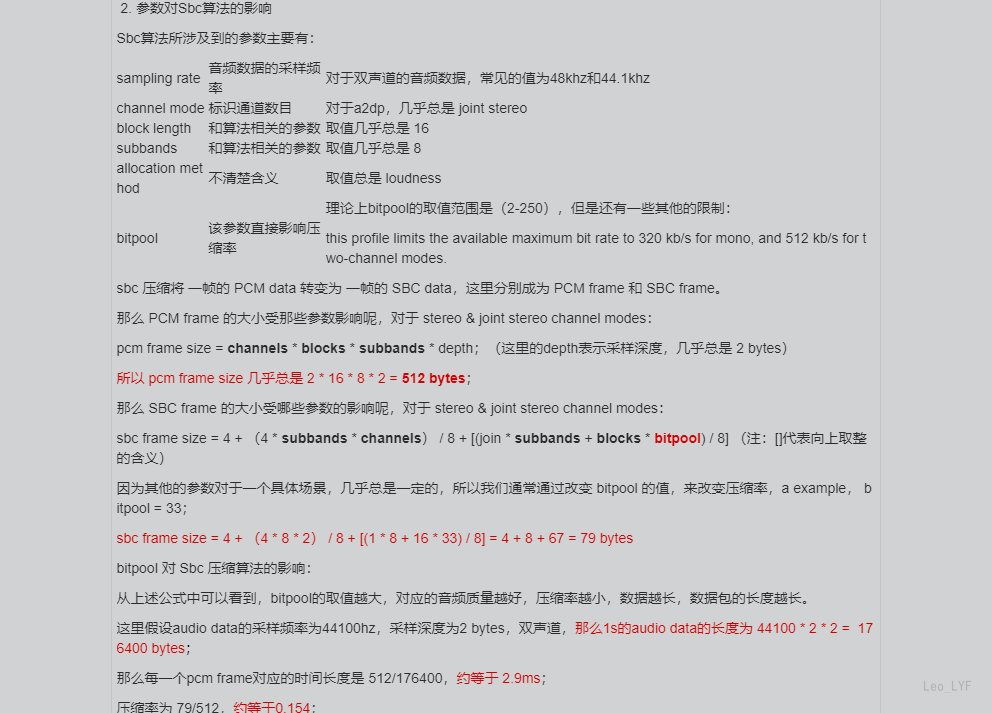 2. 参数对Sbc算法的影响
Sbc算法所涉及到的参数主要有：
sampling rate 音频数据的采样频率 对于双声道的音频数据，常见的值为48khz和44.1khz
channel mode 标识通道数目 对于a2dp，几乎总是 joint stereo
block length 和算法相关的参数 取值几乎总是 16
subbands 和算法相关的参数 取值几乎总是 8
allocation method 不清楚含义 取值总是 loudness
bitpool 该参数直接影响压缩率 理论上bitpool的取值范围是（2-250），但是还有一些其他的限制：
this profile limits the available maximum bit rate to 320 kb/s for mono, and 512 kb/s for t
wo-channel modes.
sbc 压缩将 一帧的 PCM data 转变为 一帧的 SBC data，这里分别成为 PCM frame 和 SBC frame。
那么 PCM frame 的大小受那些参数影响呢，对于 stereo & joint stereo channel modes：
pcm frame size = channels * blocks * subbands * depth；（这里的depth表示采样深度，几乎总是 2 bytes）
所以 pcm frame size 几乎总是 2 * 16 * 8 * 2 = 512 bytes；
那么 SBC frame 的大小受哪些参数的影响呢，对于 stereo & joint stereo channel modes：
sbc frame size = 4 + （4 * subbands * channels） / 8 + [(join * subbands + blocks * bitpool) / 8] （注：[]代表向上取整
的含义）
因为其他的参数对于一个具体场景，几乎总是一定的，所以我们通常通过改变 bitpool 的值，来改变压缩率，a example， b
itpool = 33；
sbc frame size = 4 + （4 * 8 * 2） / 8 + [(1 * 8 + 16 * 33) / 8] = 4 + 8 + 67 = 79 bytes
bitpool 对 Sbc 压缩算法的影响：
从上述公式中可以看到，bitpool的取值越大，对应的音频质量越好，压缩率越小，数据越长，数据包的长度越长。
这里假设audio data的采样频率为44100hz，采样深度为2 bytes，双声道，那么1s的audio data的长度为 44100 * 2 * 2 = 17
6400 bytes；
那么每一个pcm frame对应的时间长度是 512/176400，约等于 2.9ms；
压缩率为 79/512，约等于0.154；
Leo_LYF